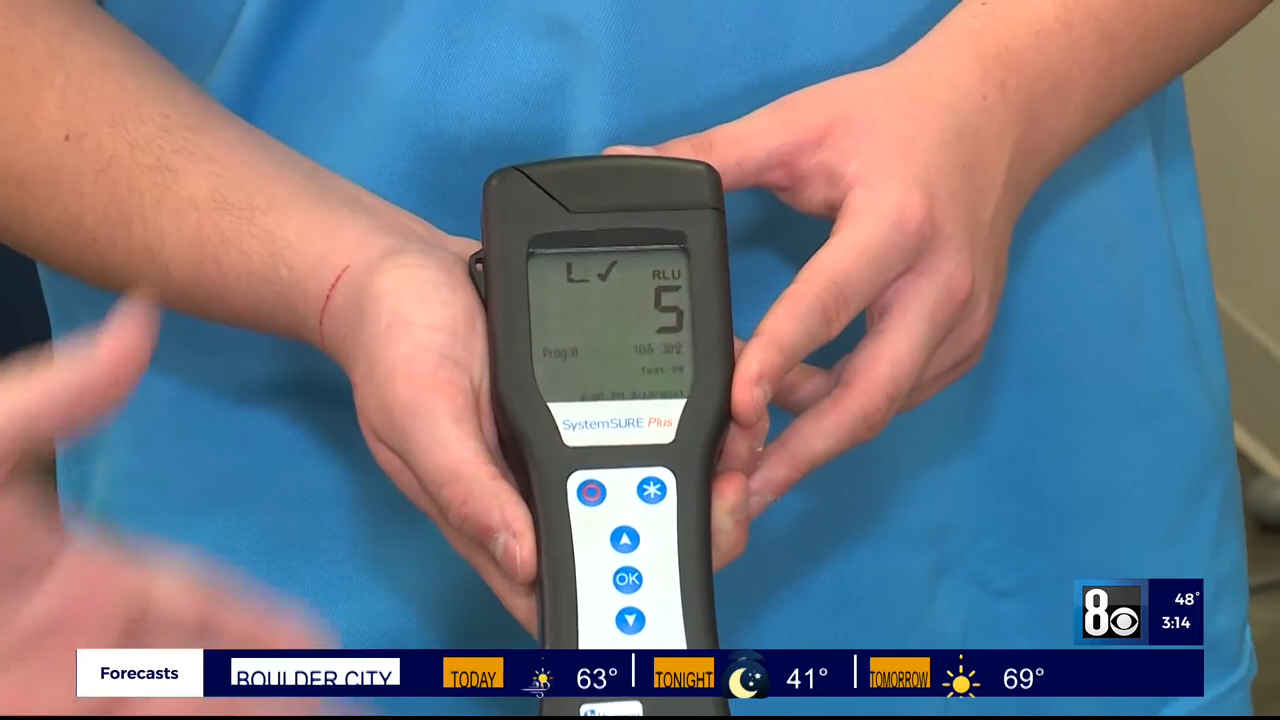 RLU
5
Prog:8
SystemSURE Plus
OK
8
48°
3:14
Forecasts
BOULDER CITY
TODAY
63°
TONIGHT
41°
TOMORROW
69°